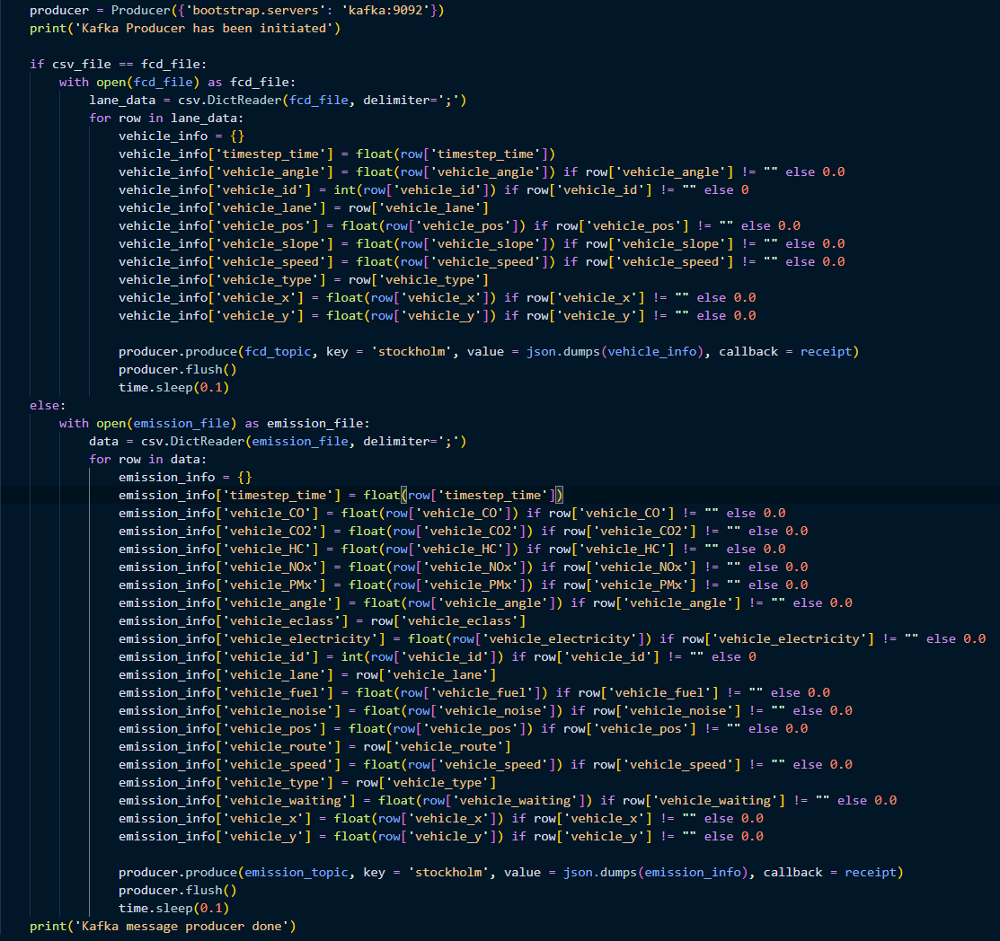 producer = Producer({'bootstrap.servers': 'kafka:9092'})
print('Kafka Producer has been initiated')

if csv_file == fcd_file:
    with open(fcd_file) as fcd_file:
        lane_data = csv.DictReader(fcd_file, delimiter=';')
        for row in lane_data:
            vehicle_info = {}
            vehicle_info['timestep_time'] = float(row['timestep_time'])
            vehicle_info['vehicle_angle'] = float(row['vehicle_angle']) if row['vehicle_angle'] != "" else 0.0
            vehicle_info['vehicle_id'] = int(row['vehicle_id']) if row['vehicle_id'] != "" else 0
            vehicle_info['vehicle_lane'] = row['vehicle_lane']
            vehicle_info['vehicle_pos'] = float(row['vehicle_pos']) if row['vehicle_pos'] != "" else 0.0
            vehicle_info['vehicle_slope'] = float(row['vehicle_slope']) if row['vehicle_slope'] != "" else 0.0
            vehicle_info['vehicle_speed'] = float(row['vehicle_speed']) if row['vehicle_speed'] != "" else 0.0
            vehicle_info['vehicle_type'] = row['vehicle_type']
            vehicle_info['vehicle_x'] = float(row['vehicle_x']) if row['vehicle_x'] != "" else 0.0
            vehicle_info['vehicle_y'] = float(row['vehicle_y']) if row['vehicle_y'] != "" else 0.0

            producer.produce(fcd_topic, key = 'stockholm', value = json.dumps(vehicle_info), callback = receipt)
            producer.flush()
            time.sleep(0.1)
else:
    with open(emission_file) as emission_file:
        data = csv.DictReader(emission_file, delimiter=';')
        for row in data:
            emission_info = {}
            emission_info['timestep_time'] = float(row['timestep_time'])
            emission_info['vehicle_CO'] = float(row['vehicle_CO']) if row['vehicle_CO'] != "" else 0.0
            emission_info['vehicle_CO2'] = float(row['vehicle_CO2']) if row['vehicle_CO2'] != "" else 0.0
            emission_info['vehicle_HC'] = float(row['vehicle_HC']) if row['vehicle_HC'] != "" else 0.0
            emission_info['vehicle_NOx'] = float(row['vehicle_NOx']) if row['vehicle_NOx'] != "" else 0.0
            emission_info['vehicle_PMx'] = float(row['vehicle_PMx']) if row['vehicle_PMx'] != "" else 0.0
            emission_info['vehicle_angle'] = float(row['vehicle_angle']) if row['vehicle_angle'] != "" else 0.0
            emission_info['vehicle_eclass'] = row['vehicle_eclass']
            emission_info['vehicle_electricity'] = float(row['vehicle_electricity']) if row['vehicle_electricity'] != "" else 0.0
            emission_info['vehicle_id'] = int(row['vehicle_id']) if row['vehicle_id'] != "" else 0
            emission_info['vehicle_lane'] = row['vehicle_lane']
            emission_info['vehicle_fuel'] = float(row['vehicle_fuel']) if row['vehicle_fuel'] != "" else 0.0
            emission_info['vehicle_noise'] = float(row['vehicle_noise']) if row['vehicle_noise'] != "" else 0.0
            emission_info['vehicle_pos'] = float(row['vehicle_pos']) if row['vehicle_pos'] != "" else 0.0
            emission_info['vehicle_route'] = row['vehicle_route']
            emission_info['vehicle_speed'] = float(row['vehicle_speed']) if row['vehicle_speed'] != "" else 0.0
            emission_info['vehicle_type'] = row['vehicle_type']
            emission_info['vehicle_waiting'] = float(row['vehicle_waiting']) if row['vehicle_waiting'] != "" else 0.0
            emission_info['vehicle_x'] = float(row['vehicle_x']) if row['vehicle_x'] != "" else 0.0
            emission_info['vehicle_y'] = float(row['vehicle_y']) if row['vehicle_y'] != "" else 0.0

            producer.produce(emission_topic, key = 'stockholm', value = json.dumps(emission_info), callback = receipt)
            producer.flush()
            time.sleep(0.1)
print('Kafka message producer done')